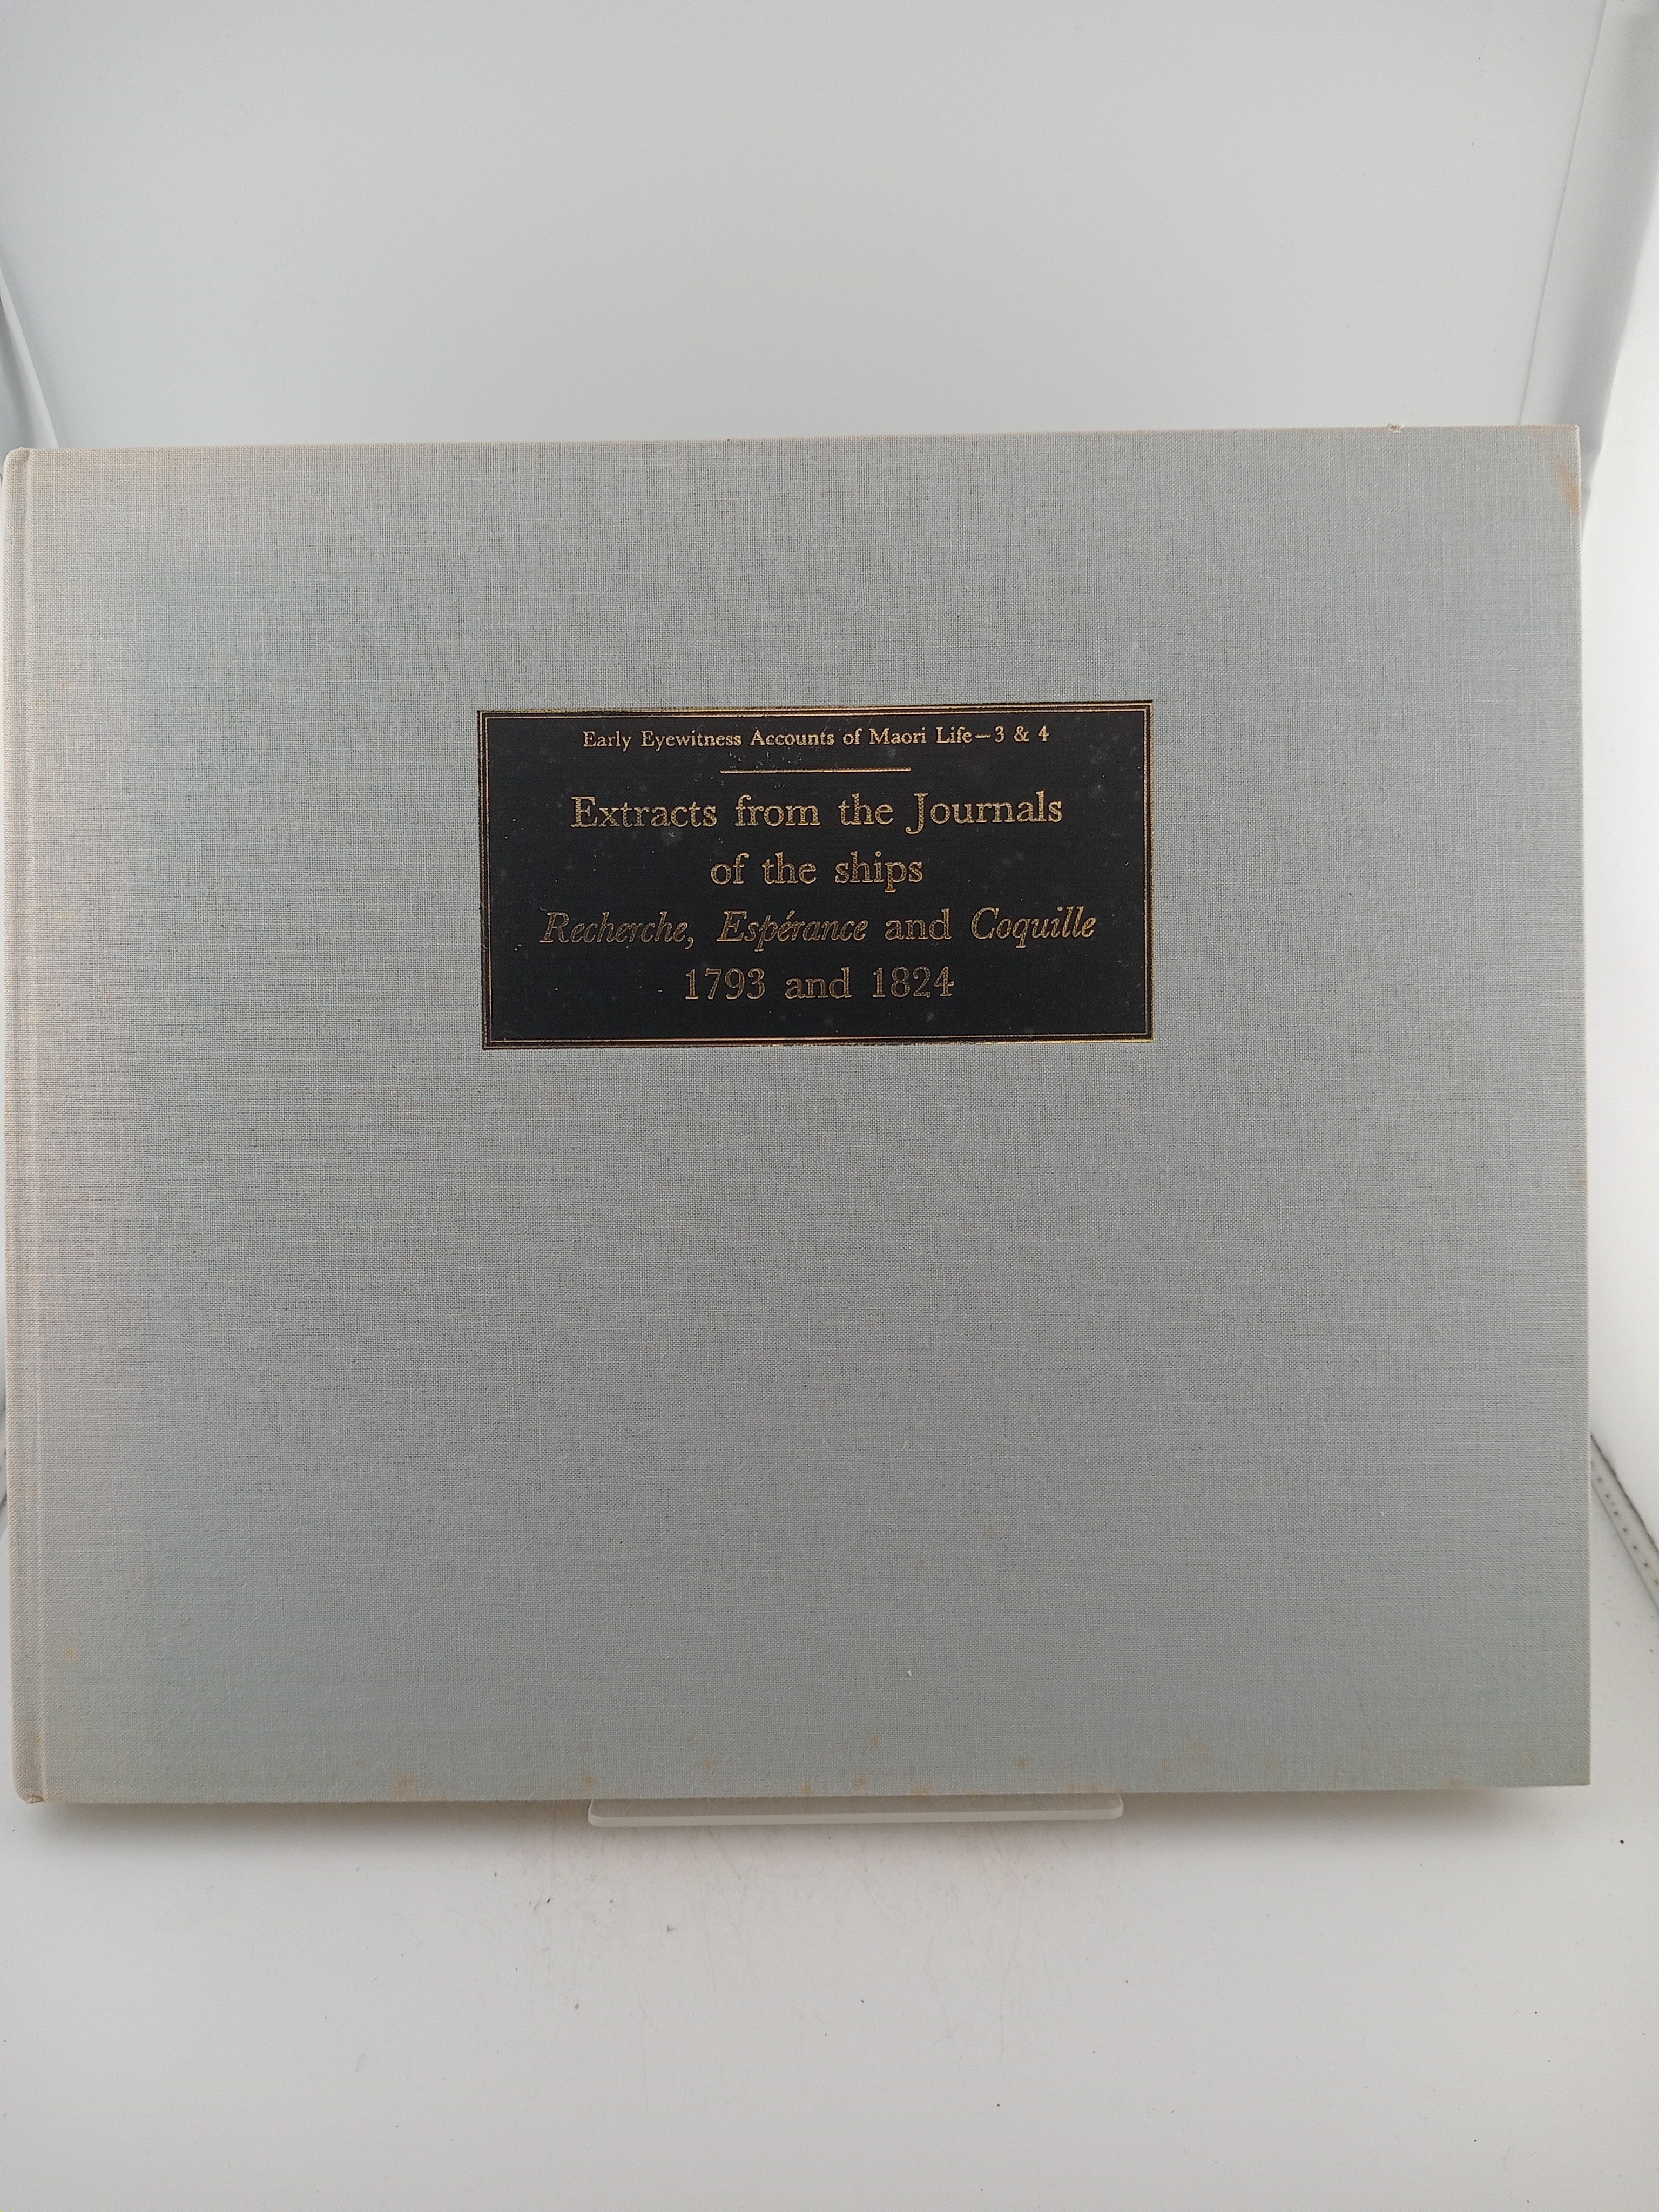 Early Eyewitness Accounts of Maori Life—3 & 4
Extracts from the Journals
of the ships
Recherche, Espérance and Coquille
1793 and 1824